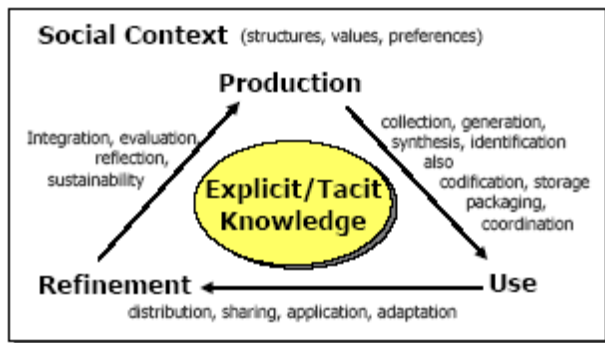 Social Context (structures, values, preferences)
Production
Integration, evaluation,
reflection,
sustainability
collection, generation,
synthesis, identification
also
codification, storage
packaging,
coordination
Explicit/Tacit
Knowledge
Refinement
Use
distribution, sharing, application, adaptation